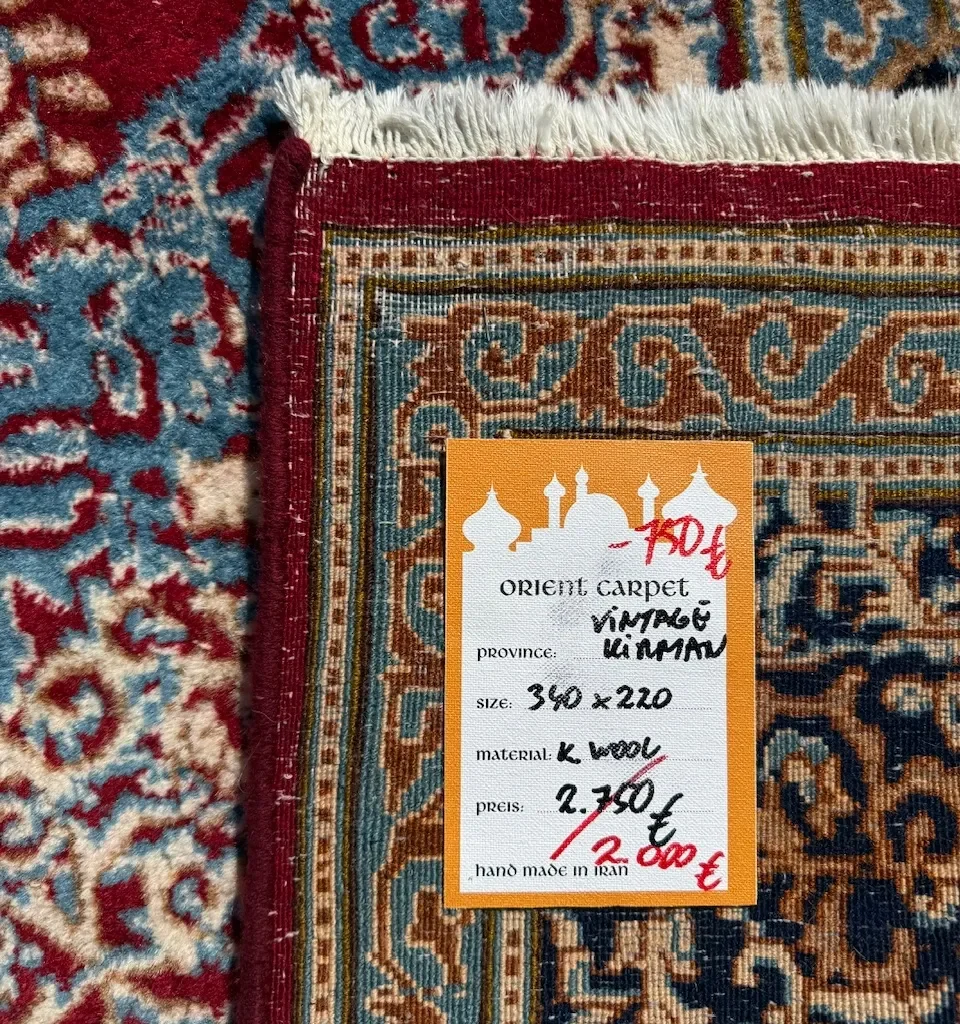 - 750 €
ORIENT CARPET
VINTAGE
PROVINCE: KIRMAN
SIZE: 340 x 220
MATERIAL: K. WOOL
PREIS: 2.750 €
2.000 €
HAND MADE IN IRAN